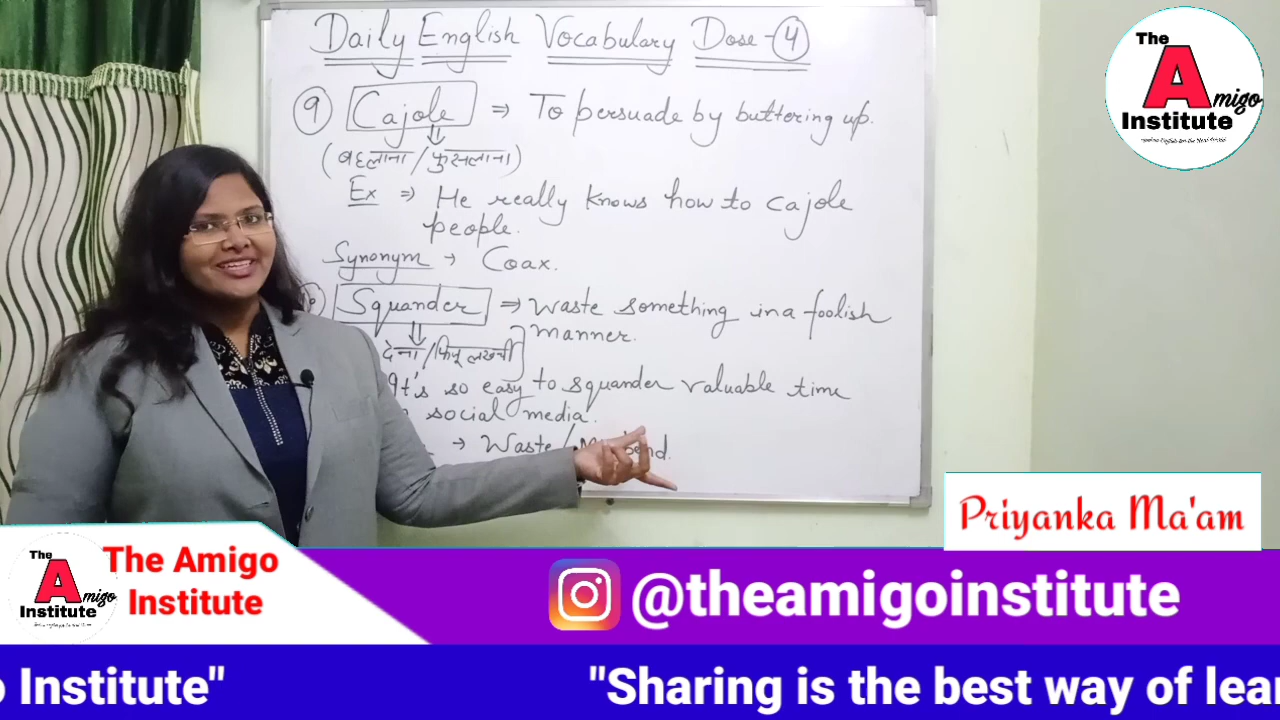 Daily English Vocabulary Dose - 4
9 Cajole ⇒ To persuade by buttering up.
(बहलाना / फुसलाना)
Ex ⇒ He really knows how to cajole
people.
Synonym → Coax.
Squander ⇒ Waste something in a foolish
manner.
देना /
It's so easy to squander valuable time
social media.
→ Waste /
The
Amigo
Institute
Priyanka Ma'am
The
Amigo
Institute
The Amigo
Institute
@theamigoinstitute
Institute"
"Sharing is the best way of